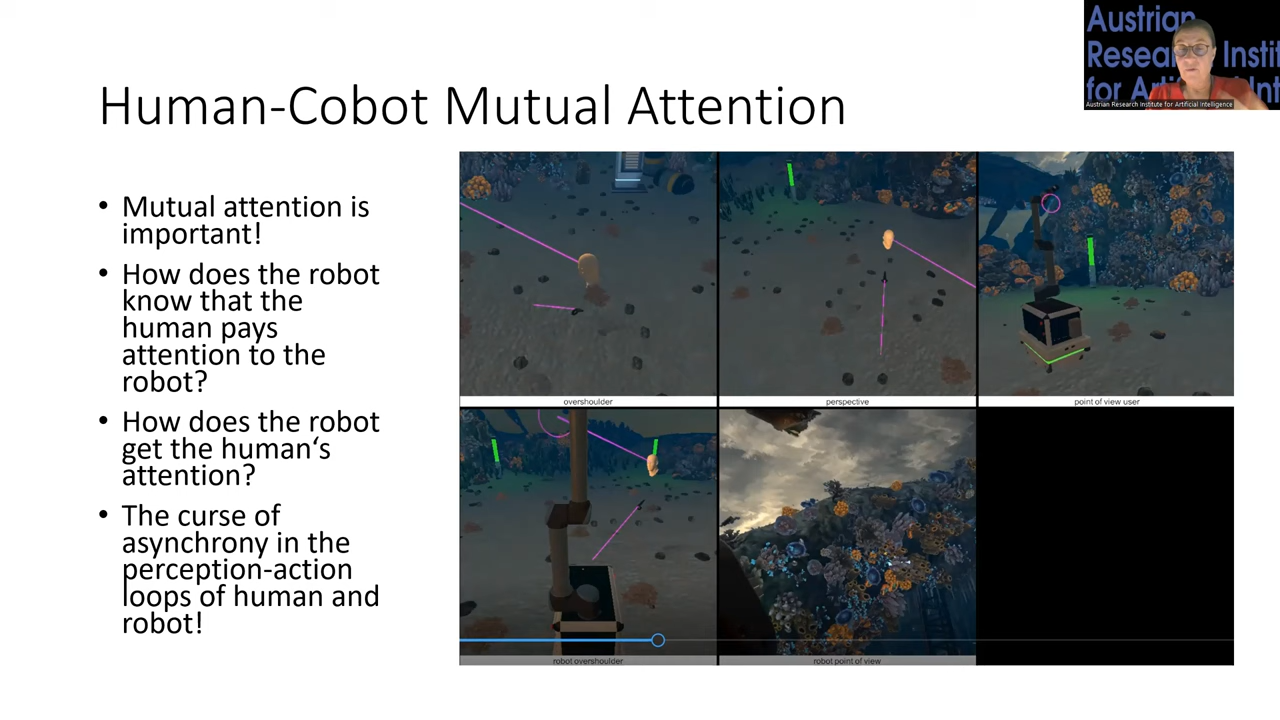 Austrian
Resea Instit
for Ar Int
Austrian Research Institute for Artificial Intelligence
Human-Cobot Mutual Attention
• Mutual attention is
important!
• How does the robot
know that the
human pays
attention to the
robot?
• How does the robot
get the human‘s
attention?
• The curse of
asynchrony in the
perception-action
loops of human and
robot!
overshoulder
perspective
point of view user
robot overshoulder
robot point of view